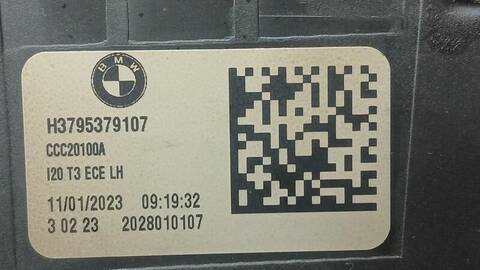 BMW
H3795379107
CCC20100A
I20 T3 ECE LH
11/01/2023 09:19:32
3 02 23 2028010107